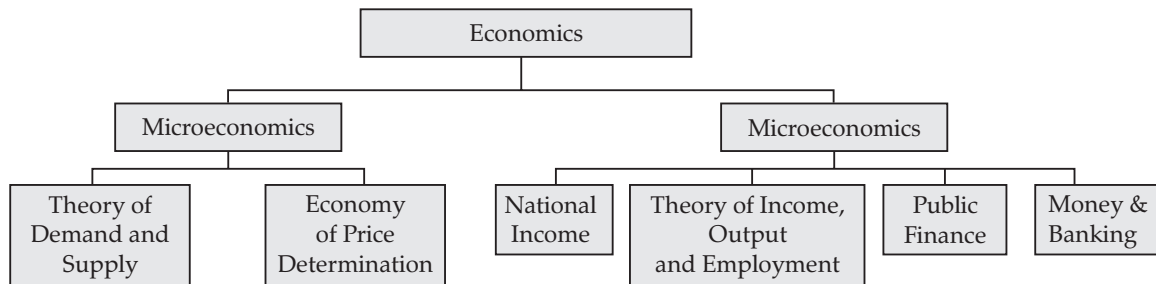 Economics
Microeconomics
Microeconomics
Theory of
Demand and
Supply
Economy
of Price
Determination
National
Income
Theory of Income,
Output
and Employment
Public
Finance
Money &
Banking